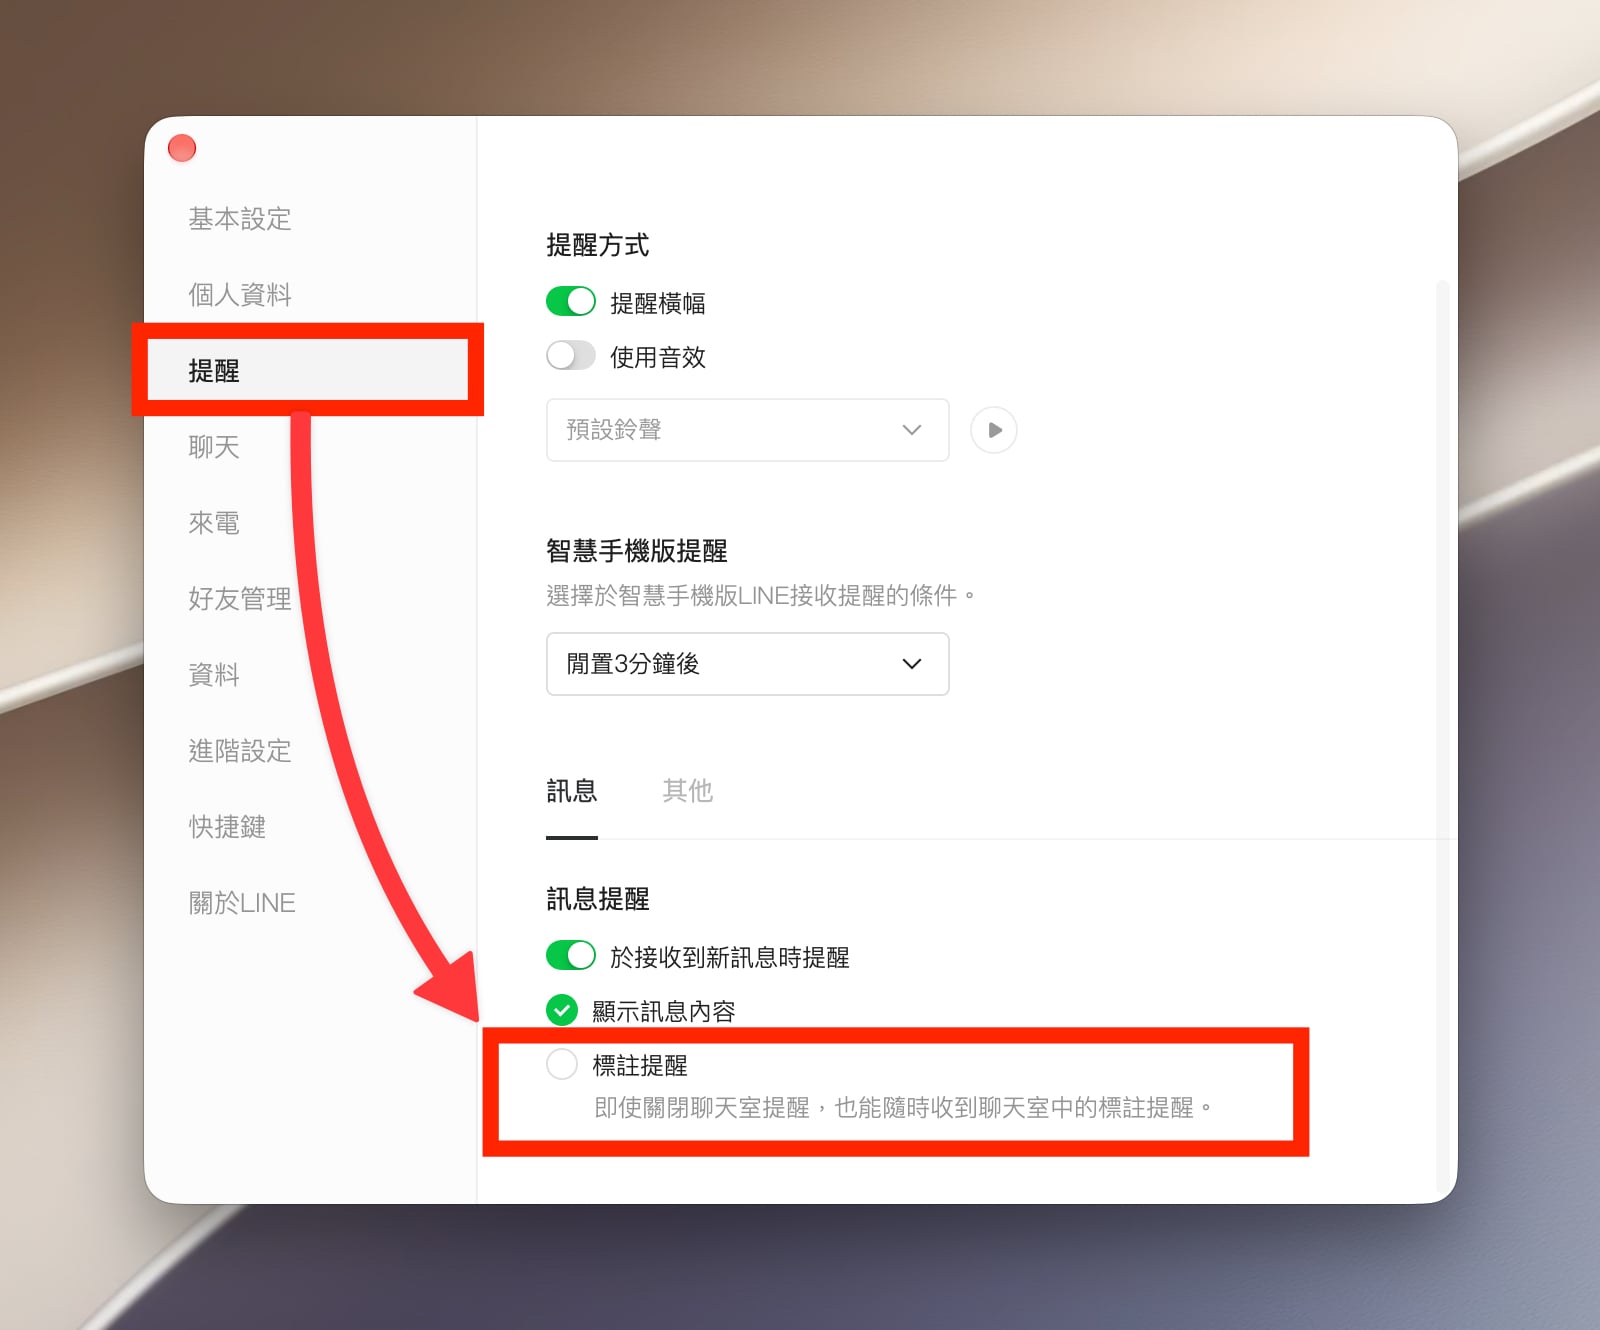 基本設定
個人資料
提醒
聊天
來電
好友管理
資料
進階設定
快捷鍵
關於LINE
提醒方式
提醒橫幅
使用音效
預設鈴聲
智慧手機版提醒
選擇於智慧手機版LINE接收提醒的條件。
閒置3分鐘後
訊息
其他
訊息提醒
於接收到新訊息時提醒
顯示訊息內容
標註提醒
即使關閉聊天室提醒，也能隨時收到聊天室中的標註提醒。